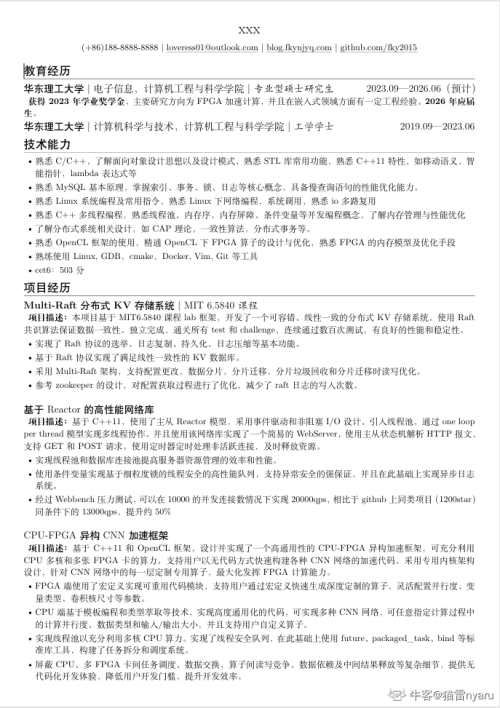 XXX
(+86)188-8888-8888 | loveress01@outlook.com | blog.fkynjyq.com | github.com/fky2015
教育经历
华东理工大学 | 电子信息，计算机工程与科学学院 | 专业型硕士研究生 2023.09—2026.06（预计）
获得 2023 年学业奖学金，主要研究方向为 FPGA 加速计算，并且在嵌入式领域方面有一定工程经验。2026 年应届
生。
华东理工大学 | 计算机科学与技术，计算机工程与科学学院 | 工学学士 2019.09—2023.06
技术能力
• 熟悉 C/C++，了解面向对象设计思想以及设计模式，熟悉 STL 库常用功能，熟悉 C++11 特性，如移动语义，智
能指针，lambda 表达式等
• 熟悉 MySQL 基本原理，掌握索引、事务、锁、日志等核心概念，具备慢查询语句的性能优化能力。
• 熟悉 Linux 系统编程及常用指令，熟悉 Linux 下网络编程，系统调用，熟悉 io 多路复用
• 熟悉 C++ 多线程编程，熟悉线程池，内存序，内存屏障，条件变量等并发编程概念，了解内存管理与性能优化
• 了解分布式系统相关设计，如 CAP 理论，一致性算法，分布式事务等。
• 熟悉 OpenCL 框架的使用，精通 OpenCL 下 FPGA 算子的设计与优化，熟悉 FPGA 的内存模型及优化手段
• 熟练使用 Linux, GDB，cmake，Docker, Vim, Git 等工具
• cet6：503 分
项目经历
Multi-Raft 分布式 KV 存储系统 | MIT 6.5840 课程
项目描述：本项目基于 MIT6.5840 课程 lab 框架，开发了一个可容错、线性一致的分布式 KV 存储系统。使用 Raft
共识算法保证数据一致性。独立完成，通关所有 test 和 challenge，连续通过数百次测试，有良好的性能和稳定性。
• 实现了 Raft 协议的选举，日志复制，持久化，日志压缩等基本功能。
• 基于 Raft 协议实现了满足线性一致性的 KV 数据库。
• 采用 Multi-Raft 架构，支持配置更改，数据分片，分片迁移，分片垃圾回收和分片迁移时读写优化。
• 参考 zookeeper 的设计，对配置获取过程进行了优化，减少了 raft 日志的写入次数。
基于 Reactor 的高性能网络库
项目描述：基于 C++11，使用了主从 Reactor 模型，采用事件驱动和非阻塞 I/O 设计。引入线程池，通过 one loop
per thread 模型实现多线程协作，并且使用该网络库实现了一个简易的 WebServer，使用主从状态机解析 HTTP 报文，
支持 GET 和 POST 请求。使用定时器定时处理非活跃连接，及时释放资源。
• 实现线程池和数据库连接池提高服务器资源管理的效率和性能。
• 使用条件变量实现基于细粒度锁的线程安全的高性能队列，支持异常安全的强保证，并且在此基础上实现异步日志
系统。
• 经过 Webbench 压力测试，可以在 10000 的并发连接数情况下实现 20000qps，相比于 github 上同类项目 (1200star)
同条件下的 13000qps，提升约 50%
CPU-FPGA 异构 CNN 加速框架
项目描述：基于 C++11 和 OpenCL 框架，设计并实现了一个高通用性的 CPU-FPGA 异构加速框架，可充分利用
CPU 多核和多张 FPGA 卡的算力。支持用户以无代码方式快速构建各种 CNN 网络的加速代码。采用专用内核架构
设计，针对 CNN 网络中的每一层定制专用算子，最大化发挥 FPGA 计算能力。
• FPGA 端使用了宏定义实现可重用代码模块，支持用户通过宏定义快速生成深度定制的算子，灵活配置并行度、变
量类型、卷积核尺寸等参数。
• CPU 端基于模板编程和类型萃取等技术，实现高度通用化的代码，可实现多种 CNN 网络，可任意指定计算过程中
的计算并行度，数据类型和输入/输出大小，并且支持用户自定义算子。
• 实现线程池以充分利用多核 CPU 算力。实现了线程安全队列，在此基础上使用 future、packaged_task、bind 等标
准库工具，构建了任务拆分和调度系统。
• 屏蔽 CPU、多 FPGA 卡间任务调度，数据交换，算子间读写竞争，数据依赖及中间结果释放等复杂细节，提供无
代码化开发体验，降低用户开发门槛，提升开发效率。
牛客@猫雷nyaru